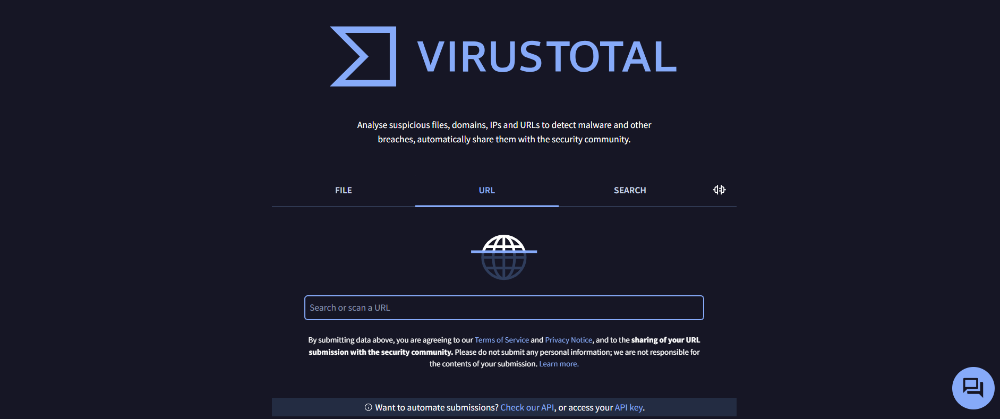 VIRUSTOTAL
Analyse suspicious files, domains, IPs and URLs to detect malware and other
breaches, automatically share them with the security community.
FILE URL SEARCH
Search or scan a URL
By submitting data above, you are agreeing to our Terms of Service and Privacy Notice, and to the sharing of your URL
submission with the security community. Please do not submit any personal information; we are not responsible for
the contents of your submission. Learn more.
Want to automate submissions? Check our API, or access your API key.